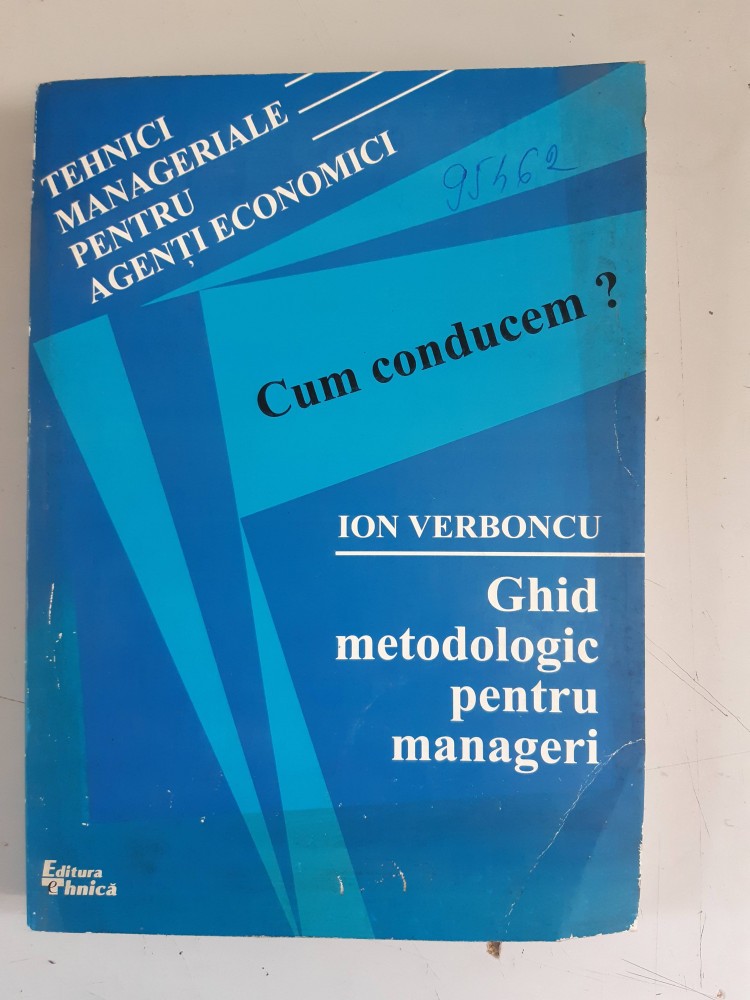 TEHNICI
MANAGERIALE
PENTRU
AGENȚI ECONOMICI
95462
Cum conducem ?
ION VERBONCU
Ghid
metodologic
pentru
manageri
Editura
Tehnică